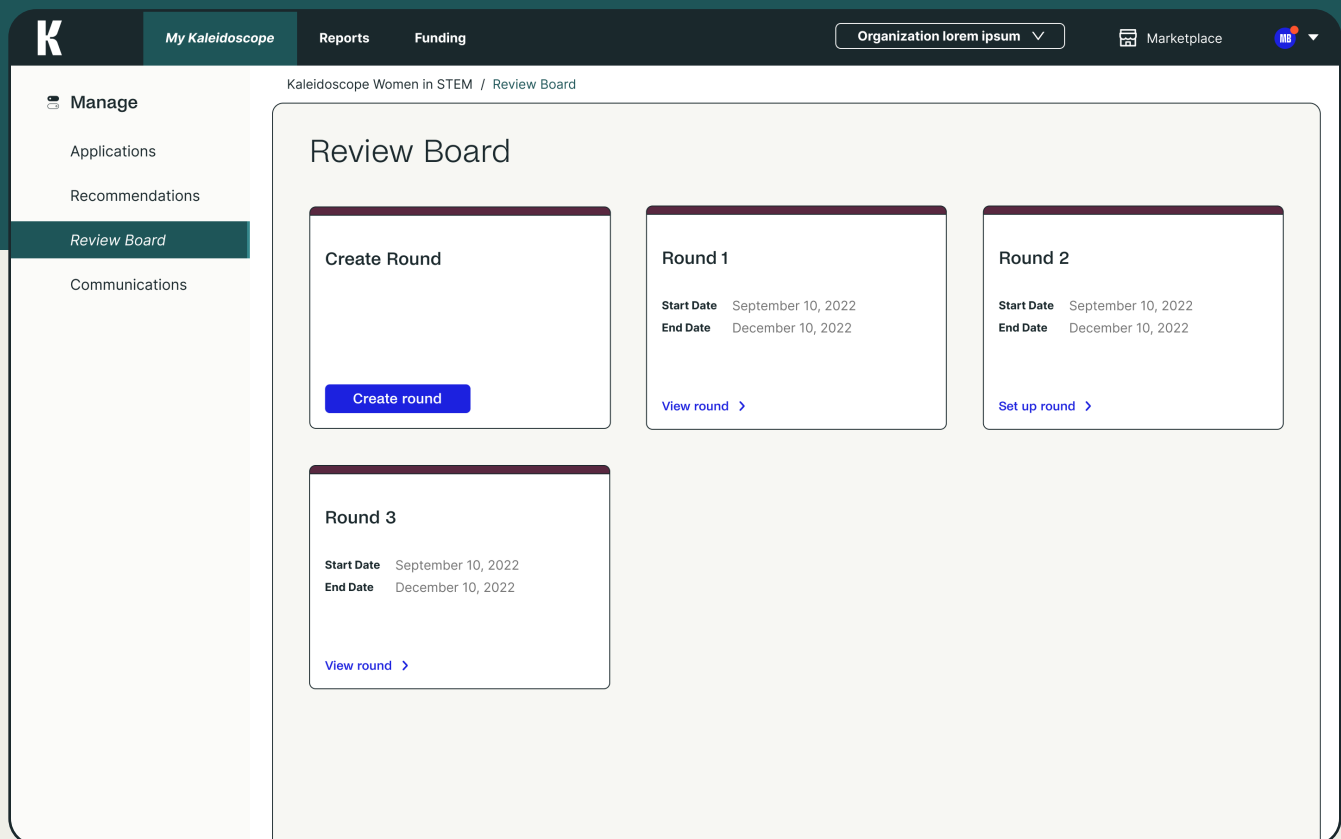 K
My Kaleidoscope Reports Funding Organization lorem ipsum Marketplace MB
Kaleidoscope Women in STEM / Review Board
Manage
Applications
Recommendations
Review Board
Communications
Review Board
Create Round
Create round
Round 1
Start Date September 10, 2022
End Date December 10, 2022
View round
Round 2
Start Date September 10, 2022
End Date December 10, 2022
Set up round
Round 3
Start Date September 10, 2022
End Date December 10, 2022
View round